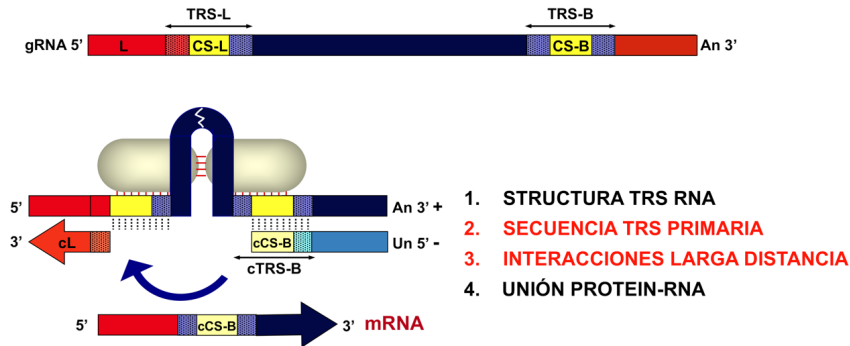 TRS-L TRS-B
gRNA 5’ L CS-L CS-B An 3’
5’ An 3’ +
3’ cL cCS-B Un 5’ -
cTRS-B
5’ cCS-B 3’ mRNA
1. STRUCTURA TRS RNA
2. SECUENCIA TRS PRIMARIA
3. INTERACCIONES LARGA DISTANCIA
4. UNIÓN PROTEIN-RNA